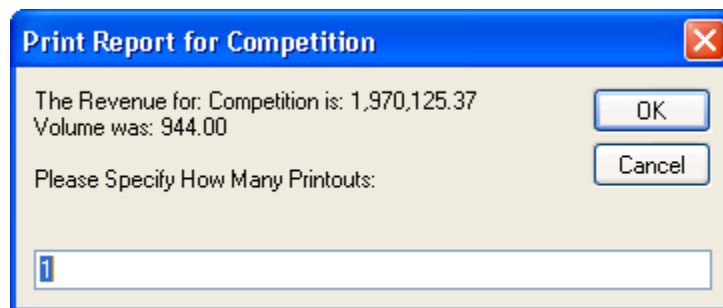 Print Report for Competition
The Revenue for: Competition is: 1,970,125.37
Volume was: 944.00
OK
Cancel
Please Specify How Many Printouts:
1